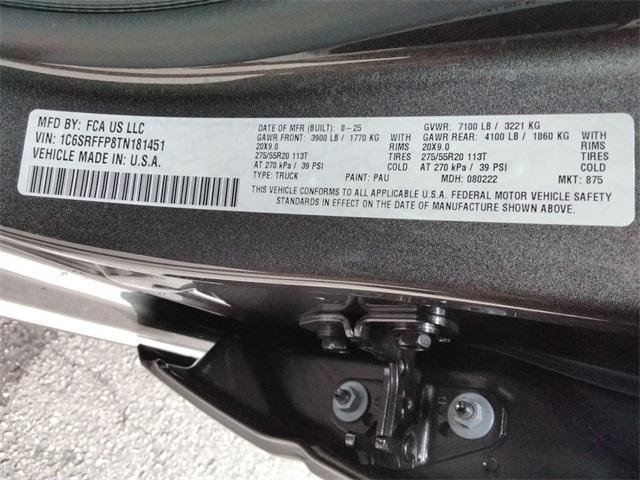 MFD BY: FCA US LLC
VIN: 1C6SRFFP8TN181451
VEHICLE MADE IN: U.S.A.
DATE OF MFR (BUILT): 8-25 GVWR: 7100 LB / 3221 KG
GAWR FRONT: 3900 LB / 1770 KG WITH GAWR REAR: 4100 LB / 1860 KG WITH
20X9.0 RIMS 20X9.0 RIMS
275/55R20 113T TIRES 275/55R20 113T TIRES
AT 270 kPa / 39 PSI COLD AT 270 kPa / 39 PSI COLD
TYPE: TRUCK PAINT: PAU MDH: 080222 MKT: 875
THIS VEHICLE CONFORMS TO ALL APPLICABLE U.S.A. FEDERAL MOTOR VEHICLE SAFETY
STANDARDS IN EFFECT ON THE DATE OF MANUFACTURE SHOWN ABOVE.